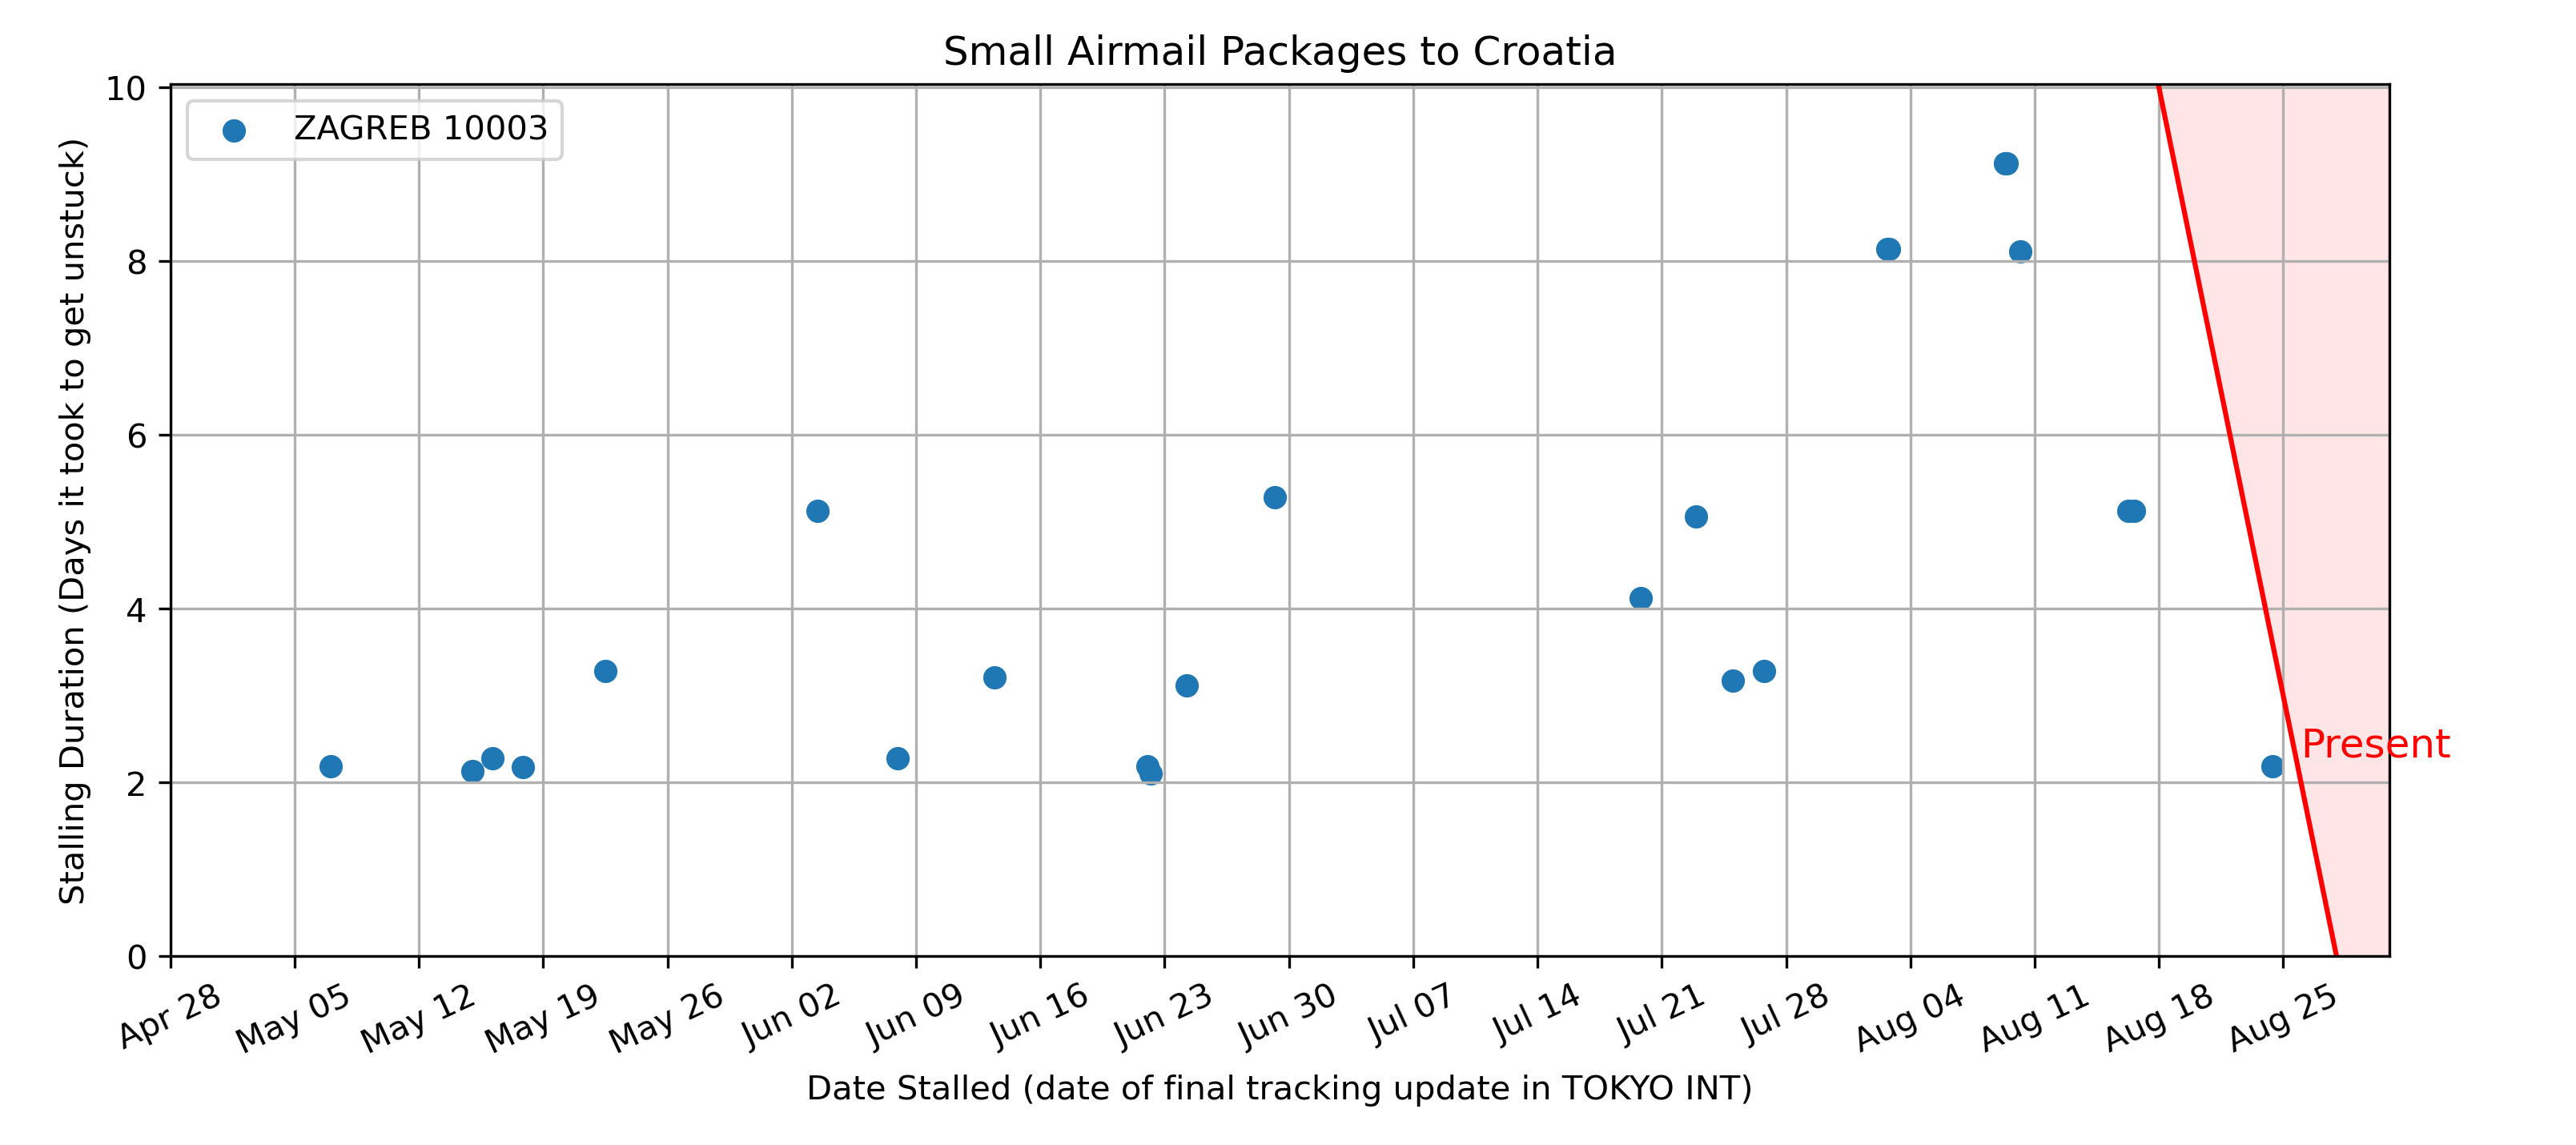 Small Airmail Packages to Croatia
ZAGREB 10003
Stalling Duration (Days it took to get unstuck)
10
8
6
4
2
0
Present
Apr 28
May 05
May 12
May 19
May 26
Jun 02
Jun 09
Jun 16
Jun 23
Jun 30
Jul 07
Jul 14
Jul 21
Jul 28
Aug 04
Aug 11
Aug 18
Aug 25
Date Stalled (date of final tracking update in TOKYO INT)